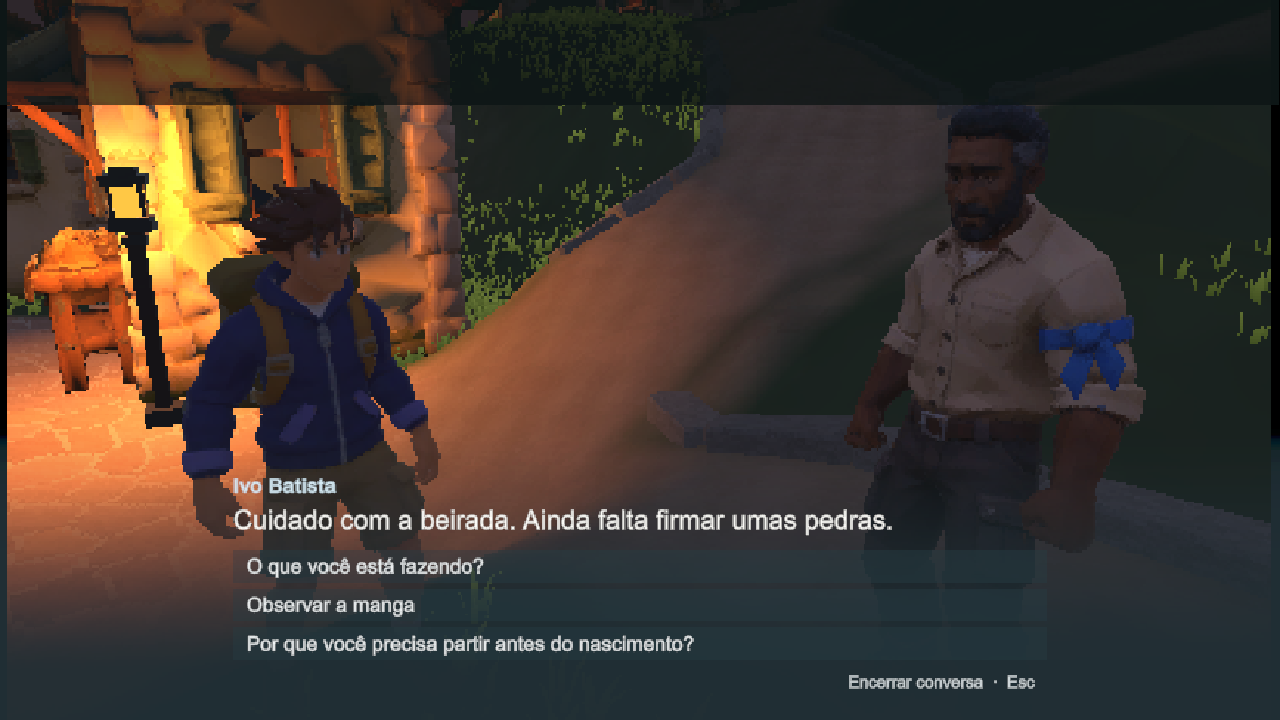 Ivo Batista
Cuidado com a beirada. Ainda falta firmar umas pedras.
O que você está fazendo?
Observar a manga
Por que você precisa partir antes do nascimento?
Encerrar conversa · Esc